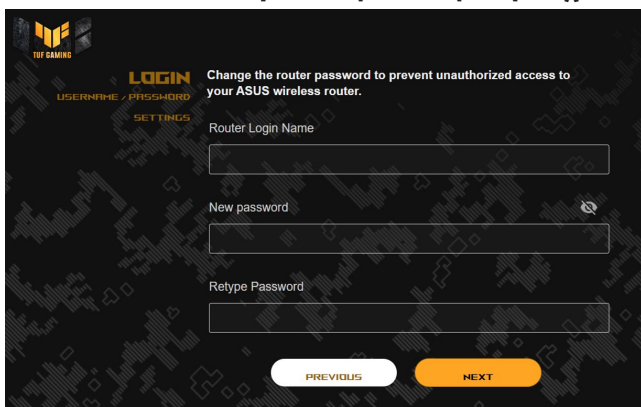 TUF GAMING
LOGIN
USERNAME / PASSWORD
SETTINGS
Change the router password to prevent unauthorized access to
your ASUS wireless router.
Router Login Name
New password
Retype Password
PREVIOUS
NEXT